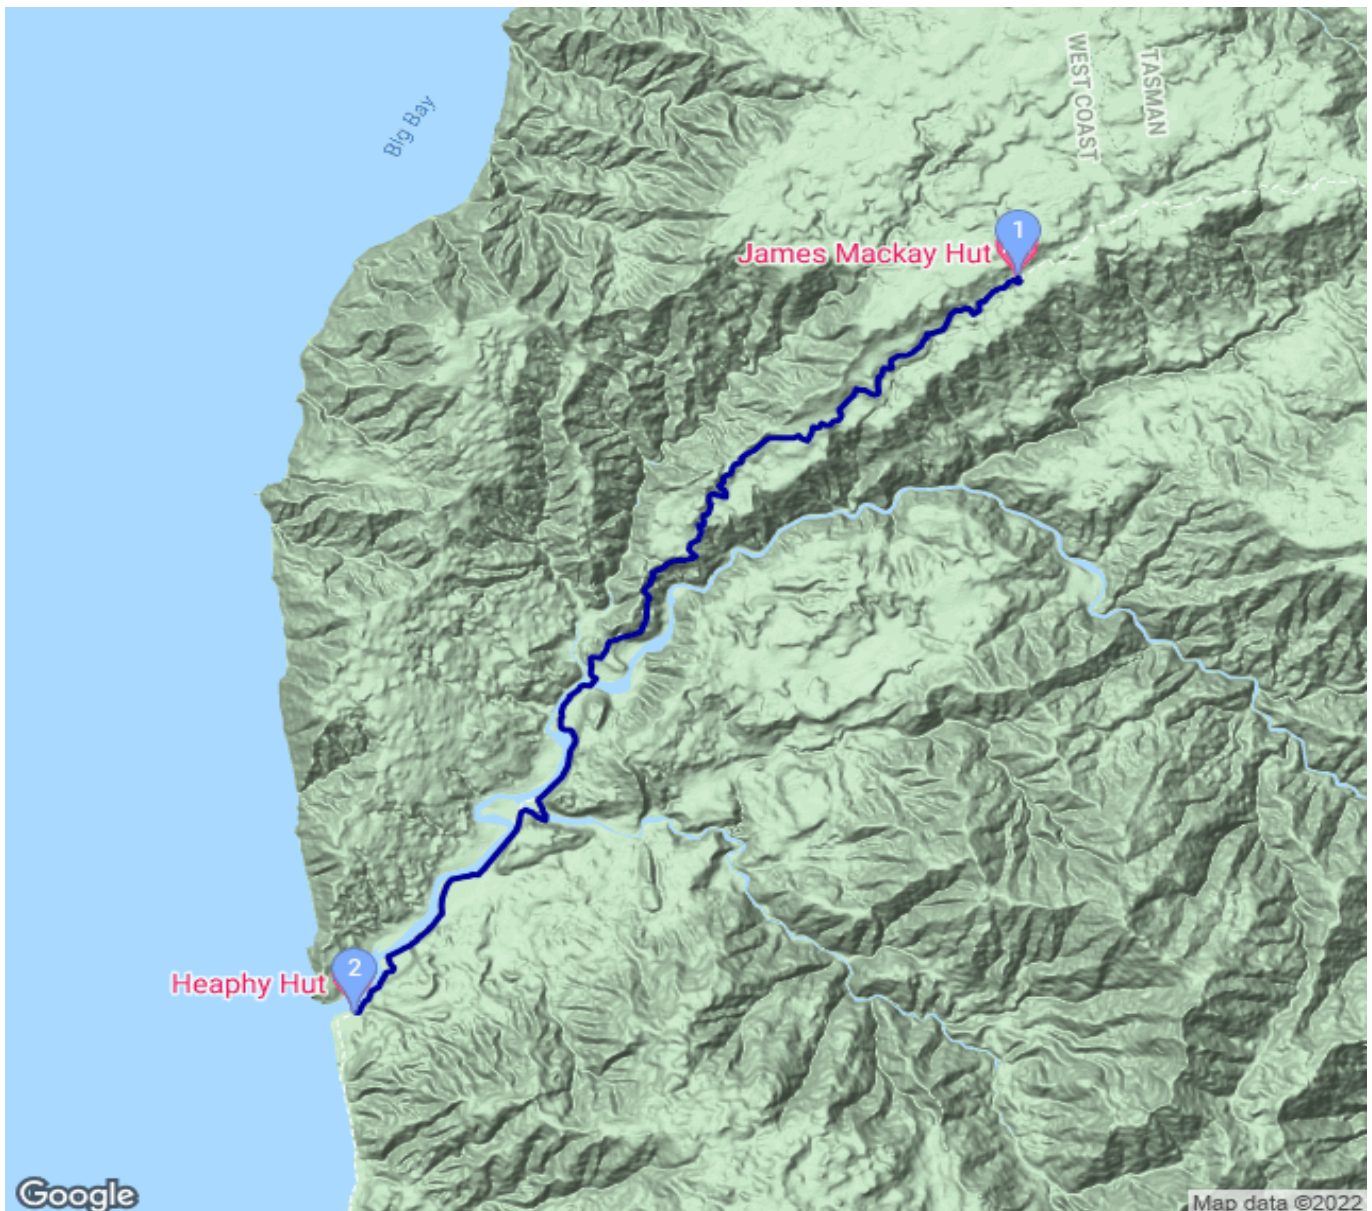 Big Bay
WEST COAST
TASMAN
1
James Mackay Hut
2
Heaphy Hut
Google
Map data ©2022